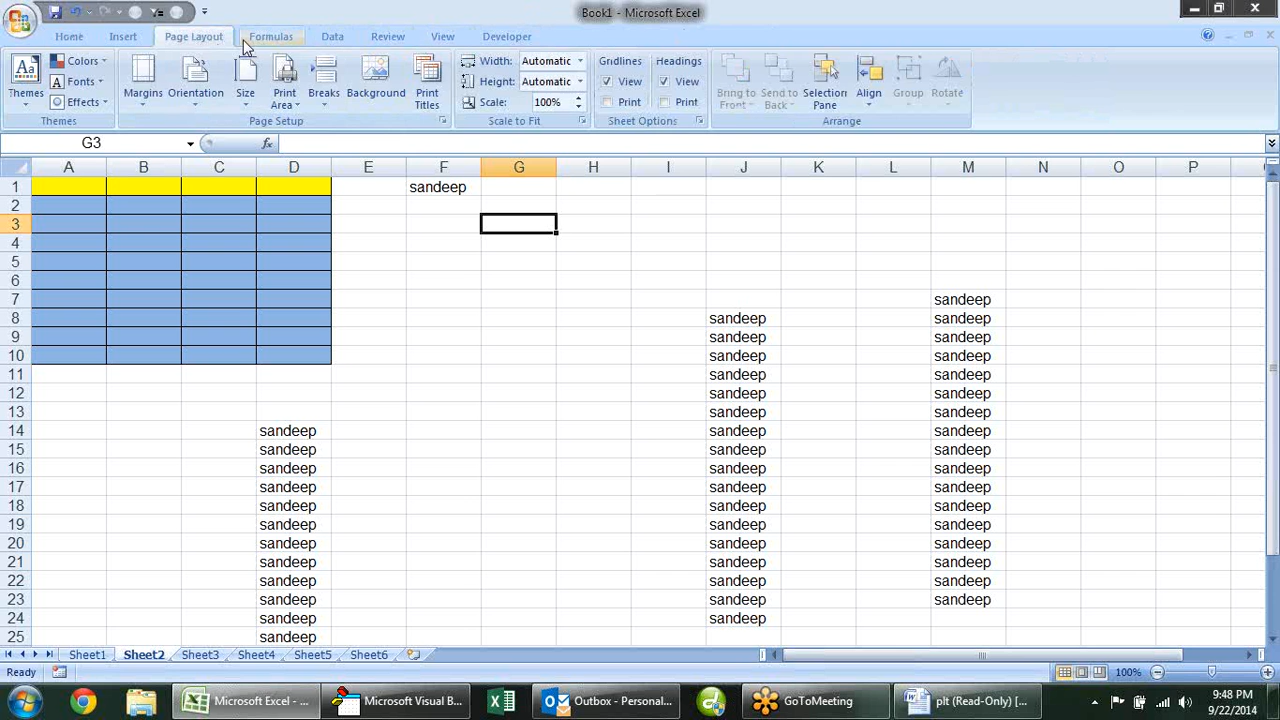 Book1 - Microsoft Excel
Home Insert Page Layout Formulas Data Review View Developer
Themes Colors Fonts Effects Margins Orientation Size Print Area Breaks Background Print Titles Width: Automatic Height: Automatic Scale: 100% Gridlines View Print Headings View Print Bring to Front Send to Back Selection Pane Align Group Rotate
Themes Page Setup Scale to Fit Sheet Options Arrange
G3 fx
A B C D E F G H I J K L M N O P
1 sandeep
2
3
4
5
6
7 sandeep
8 sandeep sandeep
9 sandeep sandeep
10 sandeep sandeep
11 sandeep sandeep
12 sandeep sandeep
13 sandeep sandeep
14 sandeep sandeep sandeep
15 sandeep sandeep sandeep
16 sandeep sandeep sandeep
17 sandeep sandeep sandeep
18 sandeep sandeep sandeep
19 sandeep sandeep sandeep
20 sandeep sandeep sandeep
21 sandeep sandeep sandeep
22 sandeep sandeep sandeep
23 sandeep sandeep sandeep
24 sandeep sandeep
25 sandeep
Sheet1 Sheet2 Sheet3 Sheet4 Sheet5 Sheet6
Ready 100%
Microsoft Excel - ... Microsoft Visual B... Outbox - Personal... GoToMeeting plt (Read-Only) [... 9:48 PM
9/22/2014